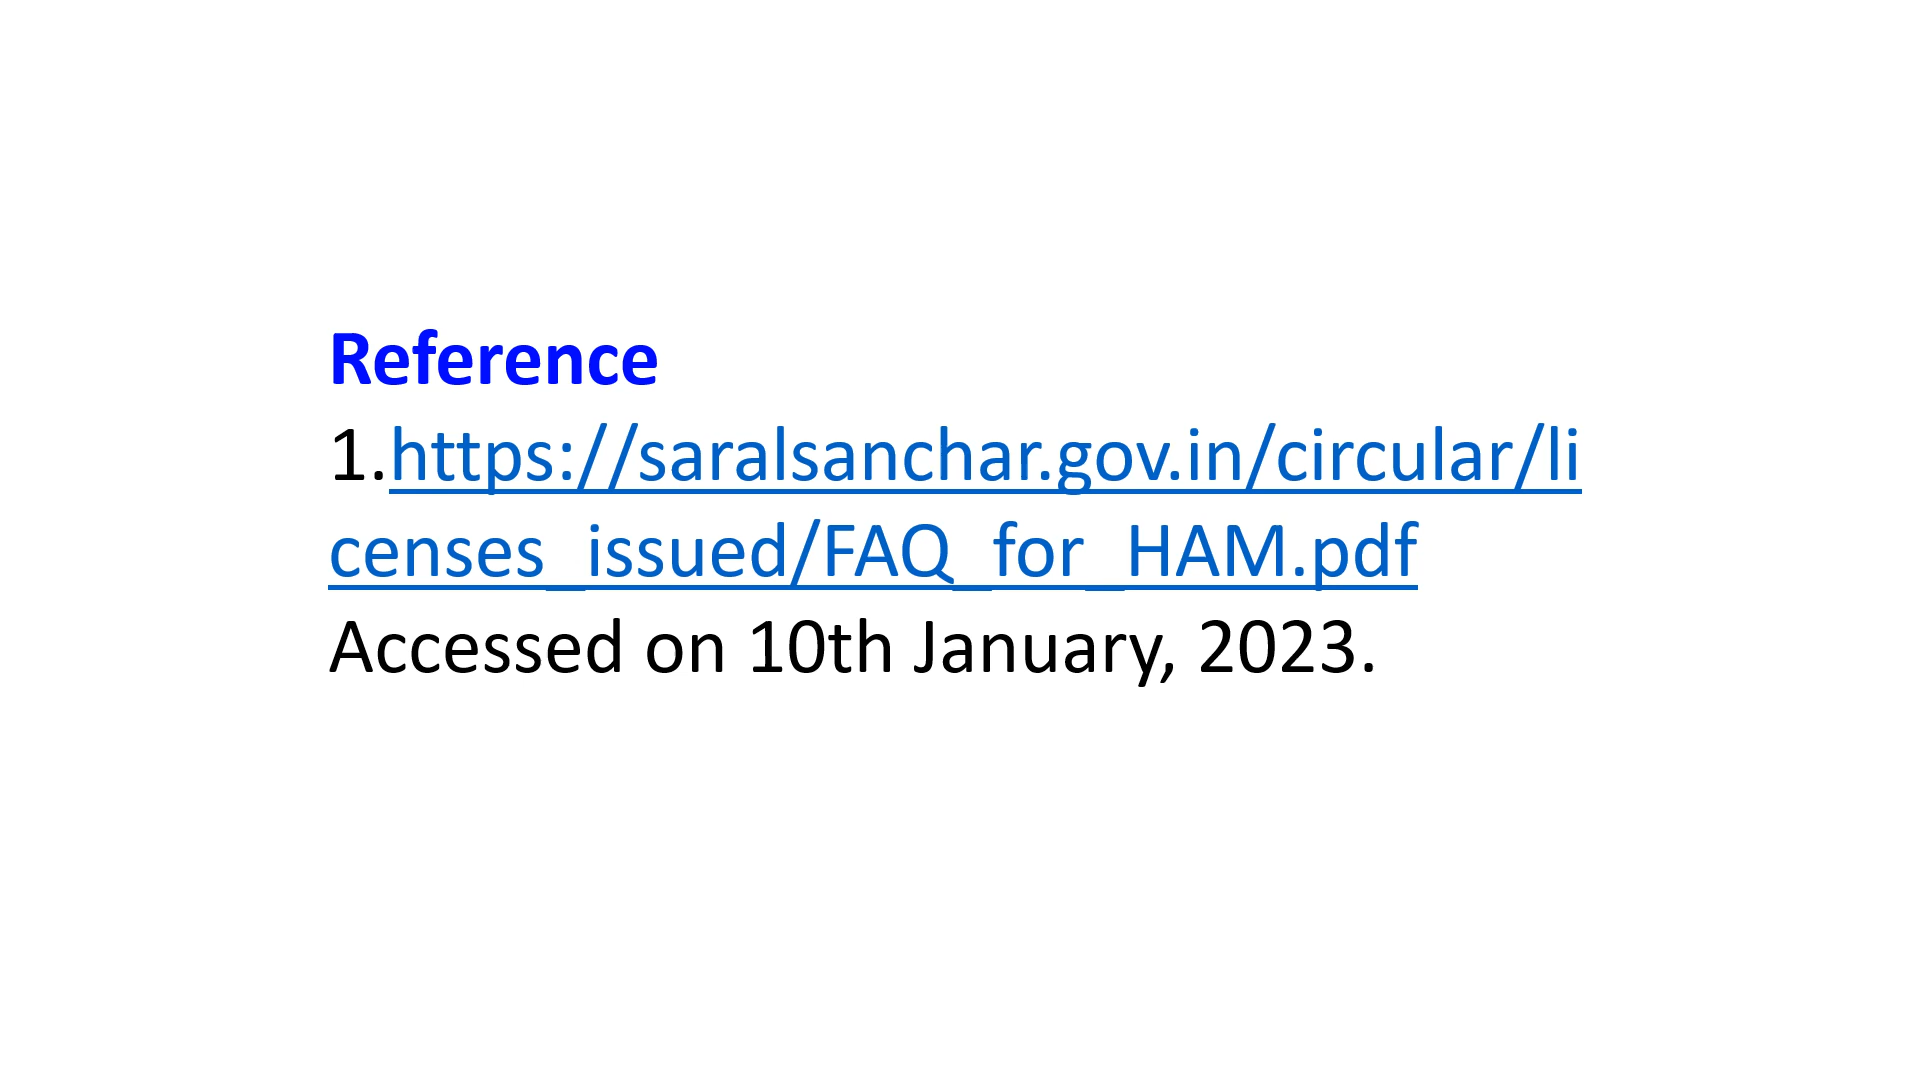 Reference
1.https://saralsanchar.gov.in/circular/li
censes_issued/FAQ_for_HAM.pdf
Accessed on 10th January, 2023.